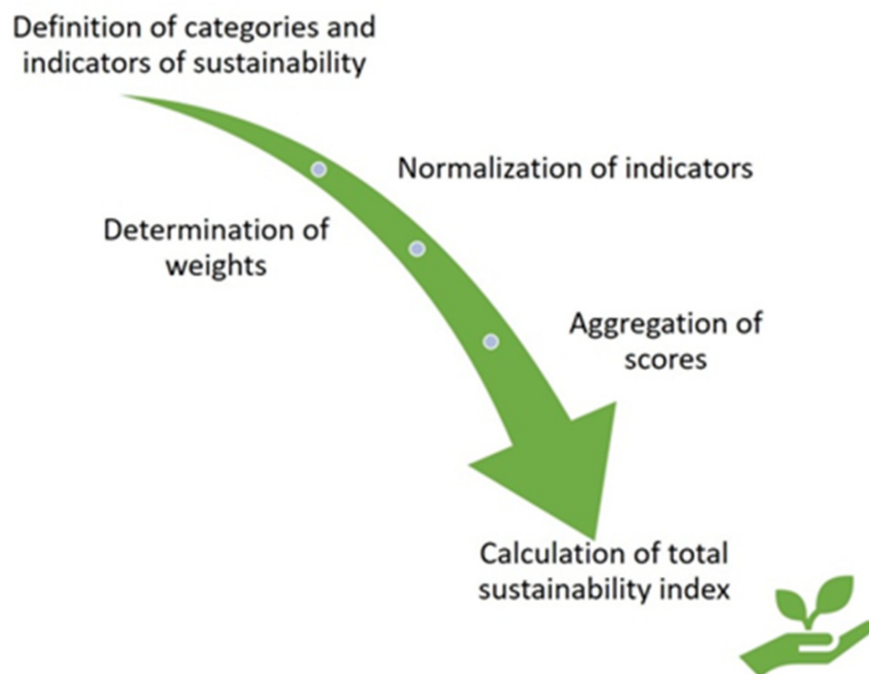 Definition of categories and
indicators of sustainability
Normalization of indicators
Determination of
weights
Aggregation of
scores
Calculation of total
sustainability index